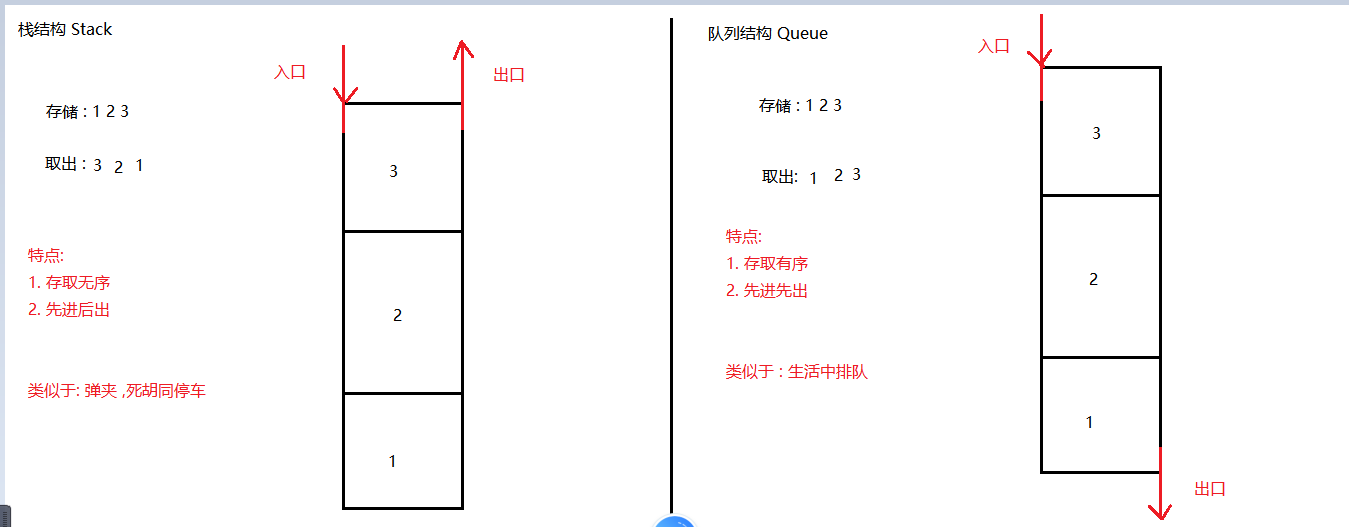 栈结构 Stack
入口
出口
存储 : 1 2 3
取出 : 3 2 1
3
特点:
1. 存取无序
2. 先进后出
2
类似于: 弹夹 ,死胡同停车
1
队列结构 Queue
入口
存储 : 1 2 3
3
取出: 1 2 3
特点:
1. 存取有序
2. 先进先出
2
类似于 : 生活中排队
1
出口